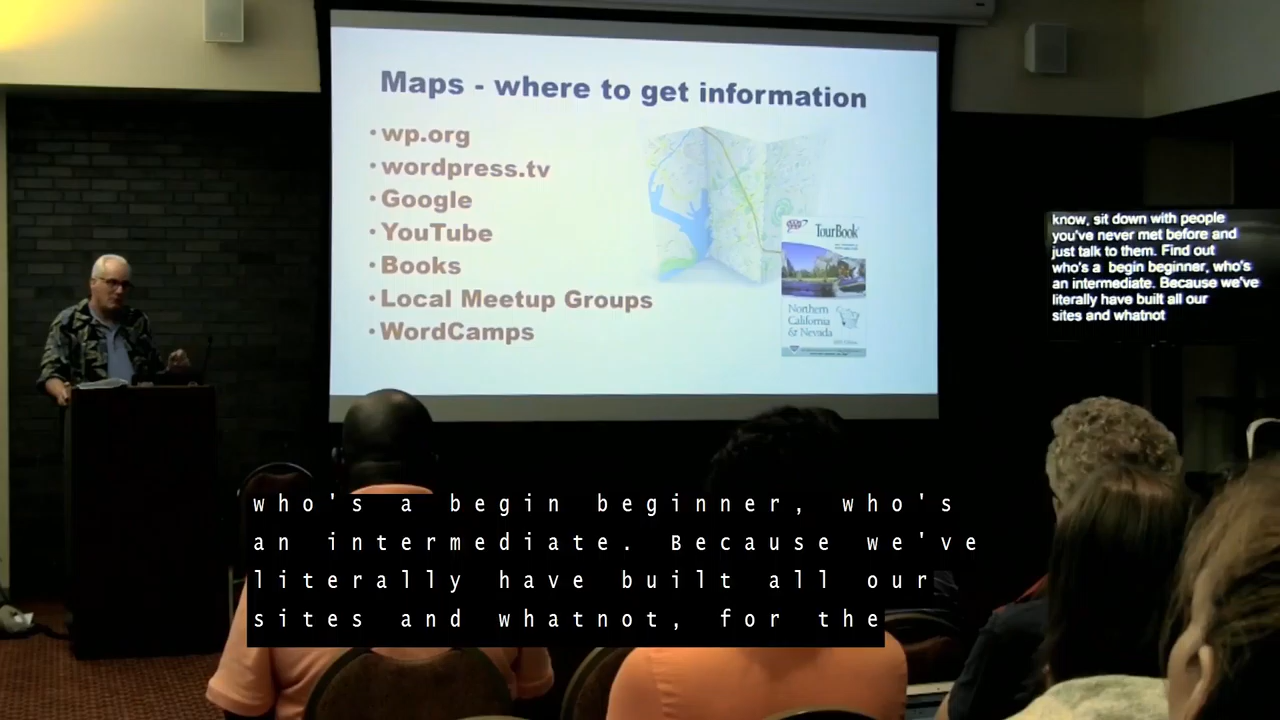 Maps - where to get information
• wp.org
• wordpress.tv
• Google
• YouTube
• Books
• Local Meetup Groups
• WordCamps
TourBook
Northern
California
& Nevada
know, sit down with people
you've never met before and
just talk to them. Find out
who's a  begin beginner, who's
an intermediate. Because we've
literally have built all our
sites and whatnot
who's a begin beginner, who's
an intermediate. Because we've
literally have built all our
sites and whatnot, for the